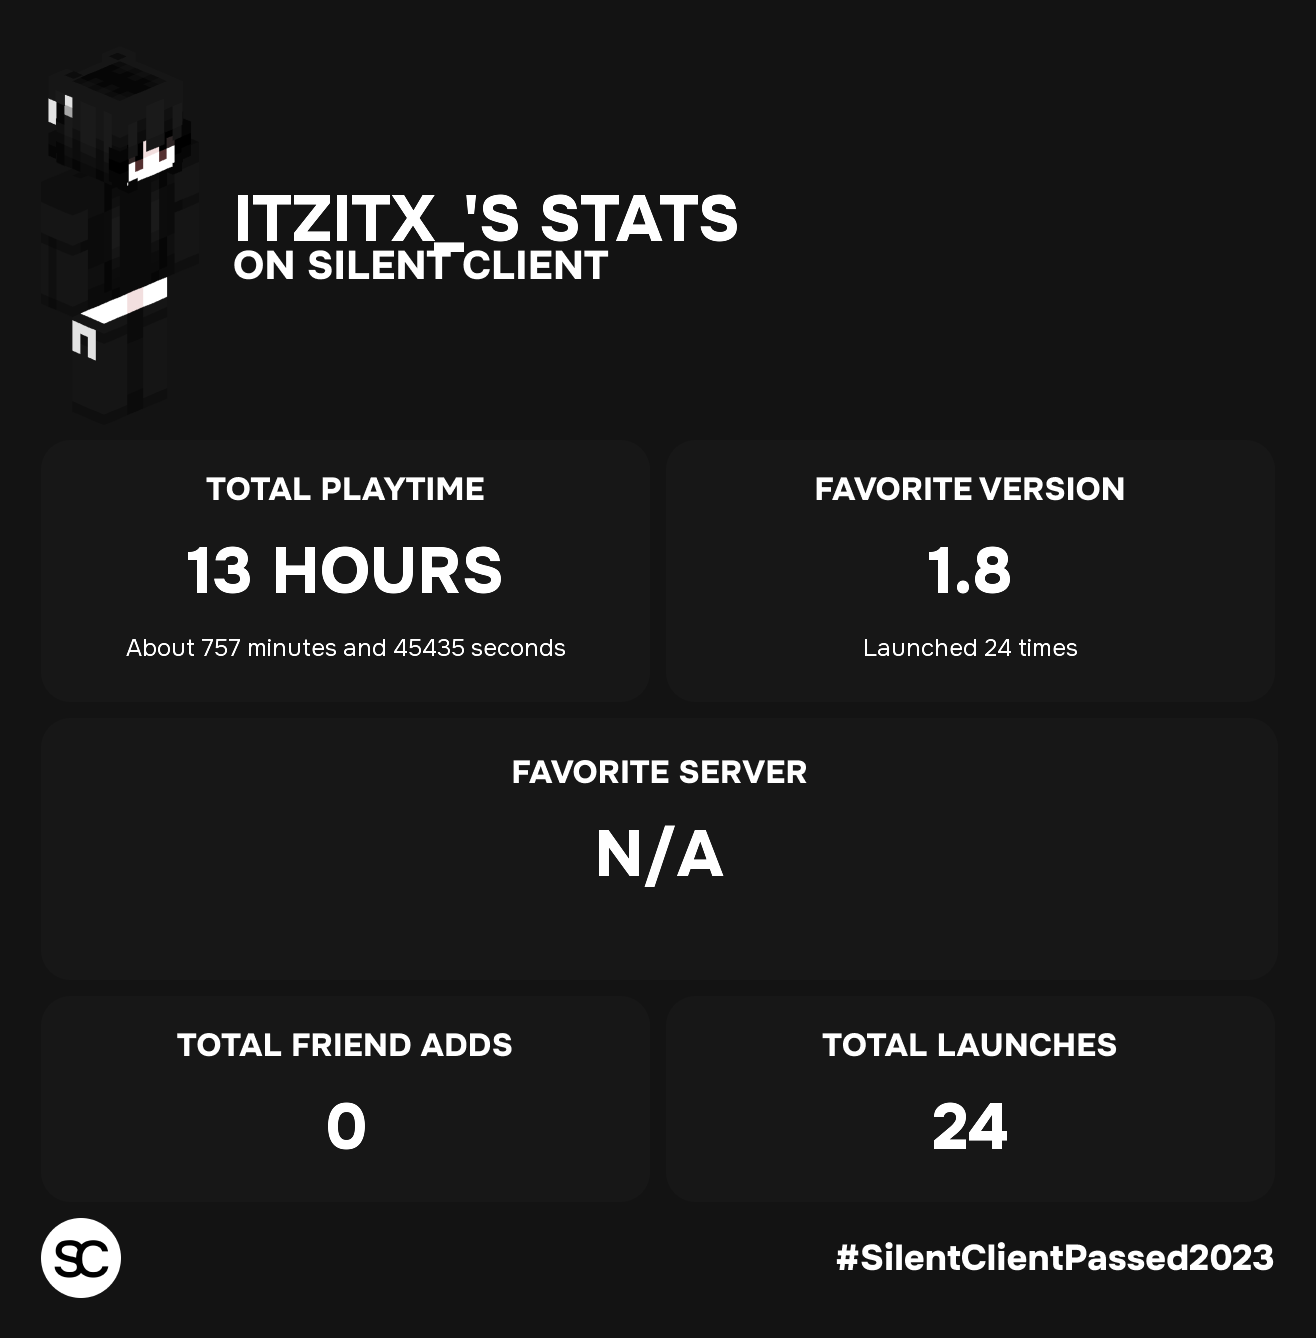 ITZITX_'S STATS
ON SILENT CLIENT
TOTAL PLAYTIME
13 HOURS
About 757 minutes and 45435 seconds
FAVORITE VERSION
1.8
Launched 24 times
FAVORITE SERVER
N/A
TOTAL FRIEND ADDS
0
TOTAL LAUNCHES
24
SC
#SilentClientPassed2023